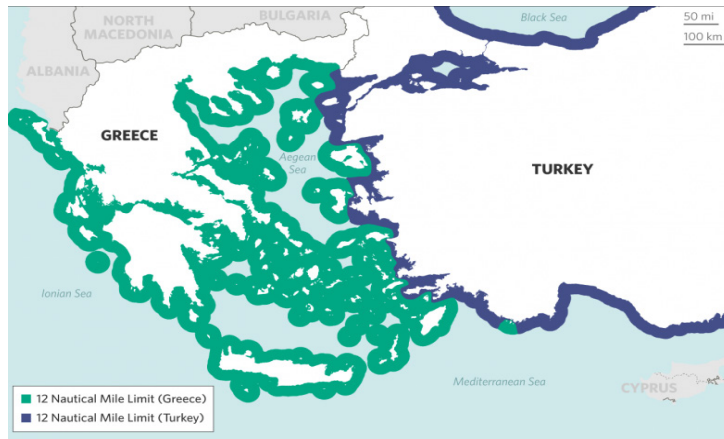 NORTH
MACEDONIA
BULGARIA
Black Sea
50 mi
100 km
ALBANIA
GREECE
Aegean
Sea
TURKEY
Ionian Sea
Mediterranean Sea
CYPRUS
12 Nautical Mile Limit (Greece)
12 Nautical Mile Limit (Turkey)